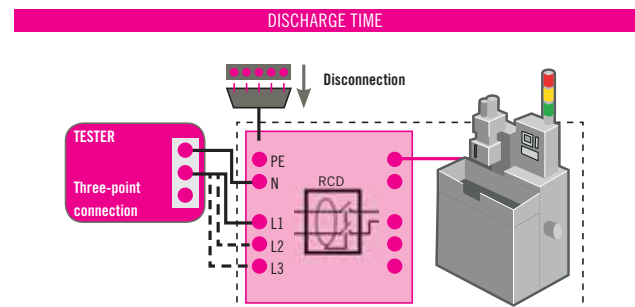 DISCHARGE TIME
Disconnection
TESTER
Three-point
connection
PE
N
RCD
L1
L2
L3